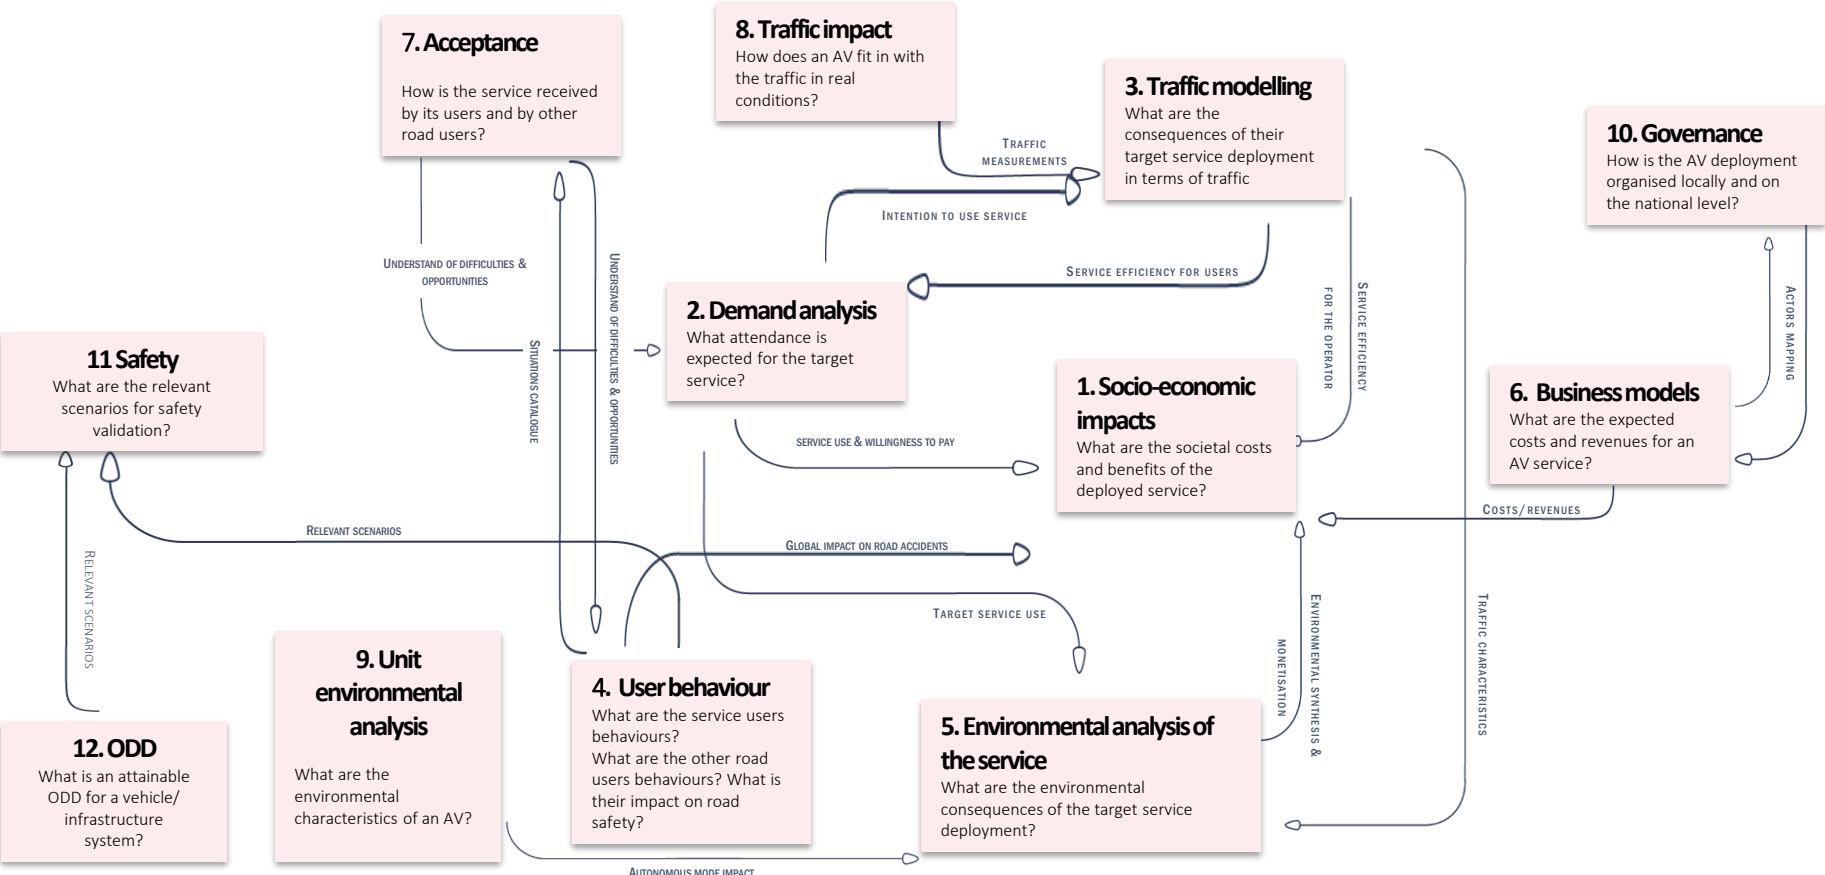 7. Acceptance
How is the service received
by its users and by other
road users?
8. Traffic impact
How does an AV fit in with
the traffic in real
conditions?
3. Traffic modelling
What are the
consequences of their
target service deployment
in terms of traffic
10. Governance
How is the AV deployment
organised locally and on
the national level?
TRAFFIC
MEASUREMENTS
INTENTION TO USE SERVICE
UNDERSTAND OF DIFFICULTIES &
OPPORTUNITIES
UNDERSTAND OF DIFFICULTIES & OPPORTUNITIES
SITUATIONS CATALOGUE
SERVICE EFFICIENCY FOR USERS
SERVICE EFFICIENCY
FOR THE OPERATOR
ACTORS MAPPING
2. Demand analysis
What attendance is
expected for the target
service?
11 Safety
What are the relevant
scenarios for safety
validation?
1. Socio-economic
impacts
What are the societal costs
and benefits of the
deployed service?
6. Business models
What are the expected
costs and revenues for an
AV service?
SERVICE USE & WILLINGNESS TO PAY
COSTS/REVENUES
RELEVANT SCENARIOS
GLOBAL IMPACT ON ROAD ACCIDENTS
RELEVANT SCENARIOS
TARGET SERVICE USE
ENVIRONMENTAL SYNTHESIS &
MONETISATION
TRAFFIC CHARACTERISTICS
9. Unit
environmental
analysis
What are the
environmental
characteristics of an AV?
4. User behaviour
What are the service users
behaviours?
What are the other road
users behaviours? What is
their impact on road
safety?
5. Environmental analysis of
the service
What are the environmental
consequences of the target service
deployment?
12. ODD
What is an attainable
ODD for a vehicle/
infrastructure
system?
AUTONOMOUS MODE IMPACT